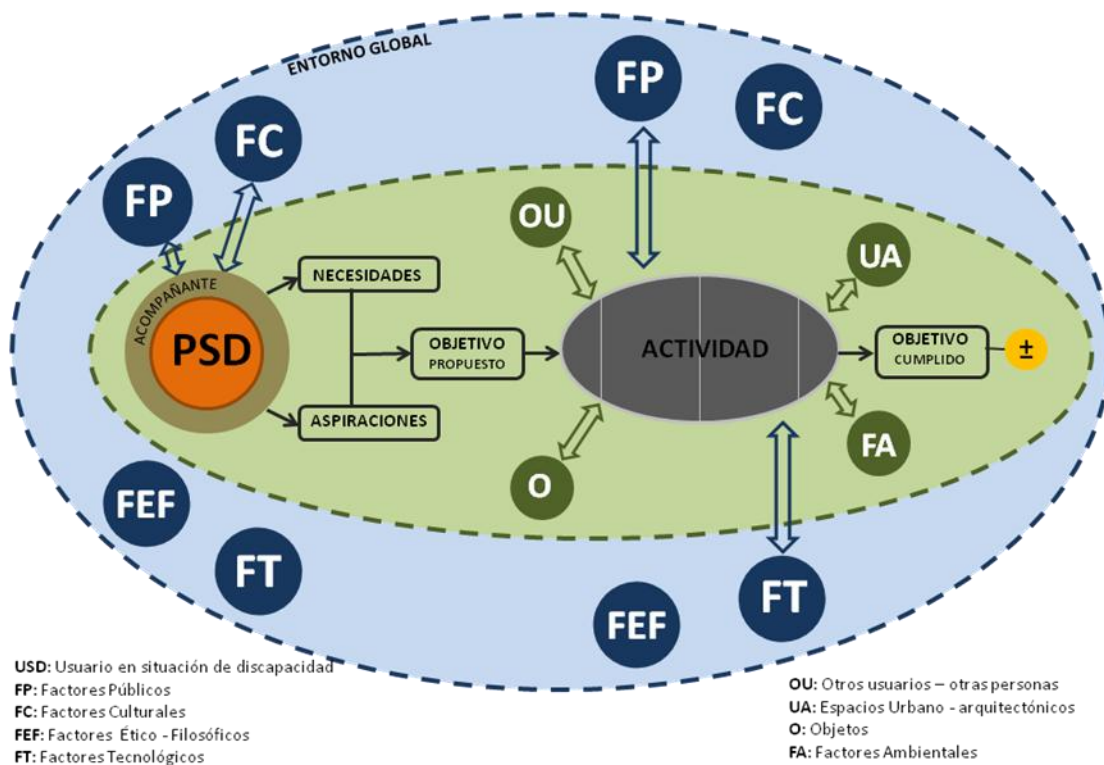 ENTORNO GLOBAL
FP
FC
FC
FP
OU
UA
ACOMPAÑANTE
PSD
NECESIDADES
OBJETIVO
PROPUESTO
ACTIVIDAD
OBJETIVO
CUMPLIDO
±
ASPIRACIONES
O
FA
FEF
FT
FEF
FT
USD: Usuario en situación de discapacidad
FP: Factores Públicos
FC: Factores Culturales
FEF: Factores Ético - Filosóficos
FT: Factores Tecnológicos
OU: Otros usuarios – otras personas
UA: Espacios Urbano - arquitectónicos
O: Objetos
FA: Factores Ambientales